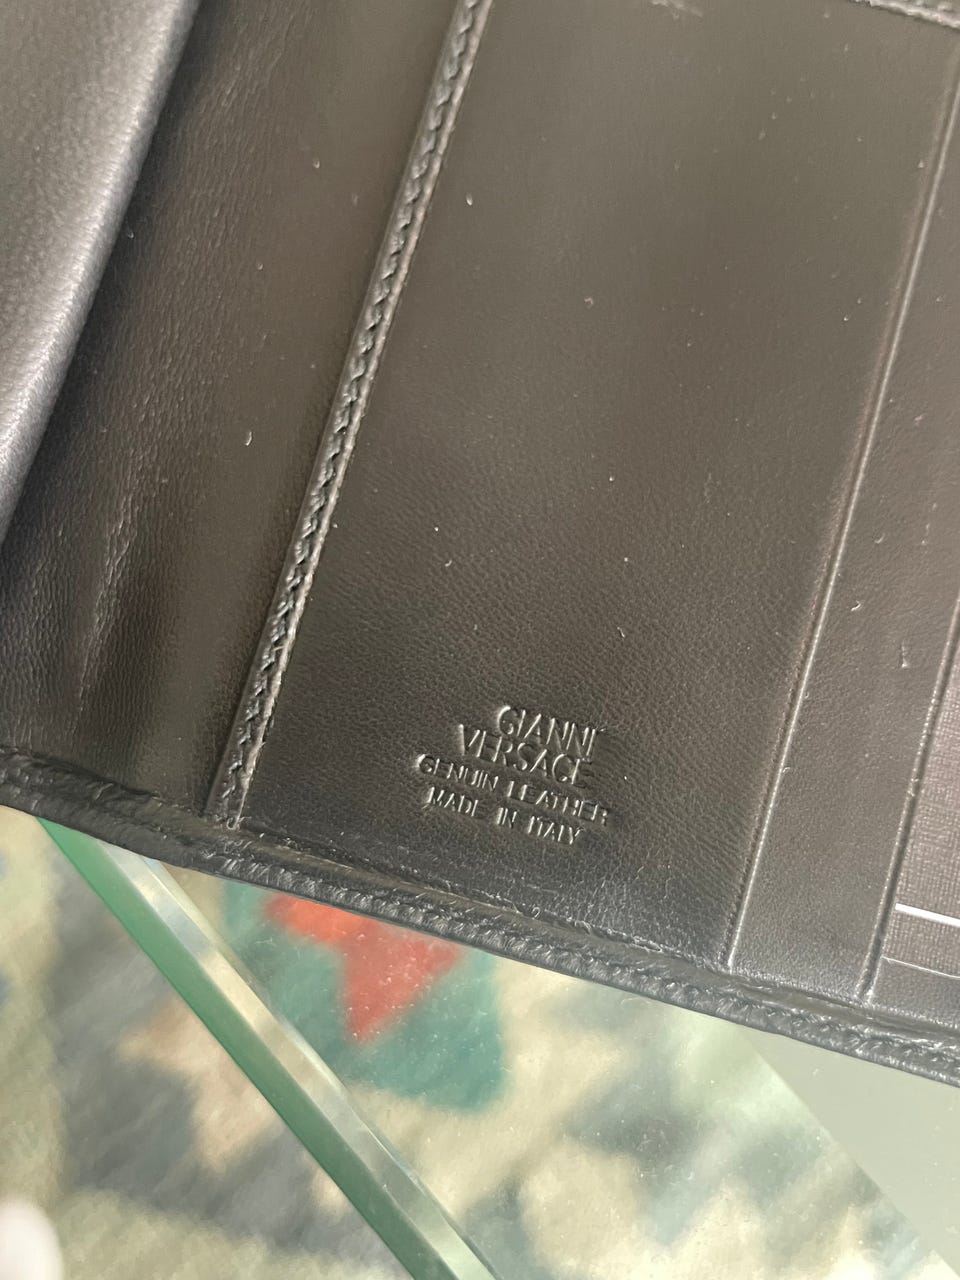 GIANNI
VERSACE
GENUIN LEATHER
MADE IN ITALY